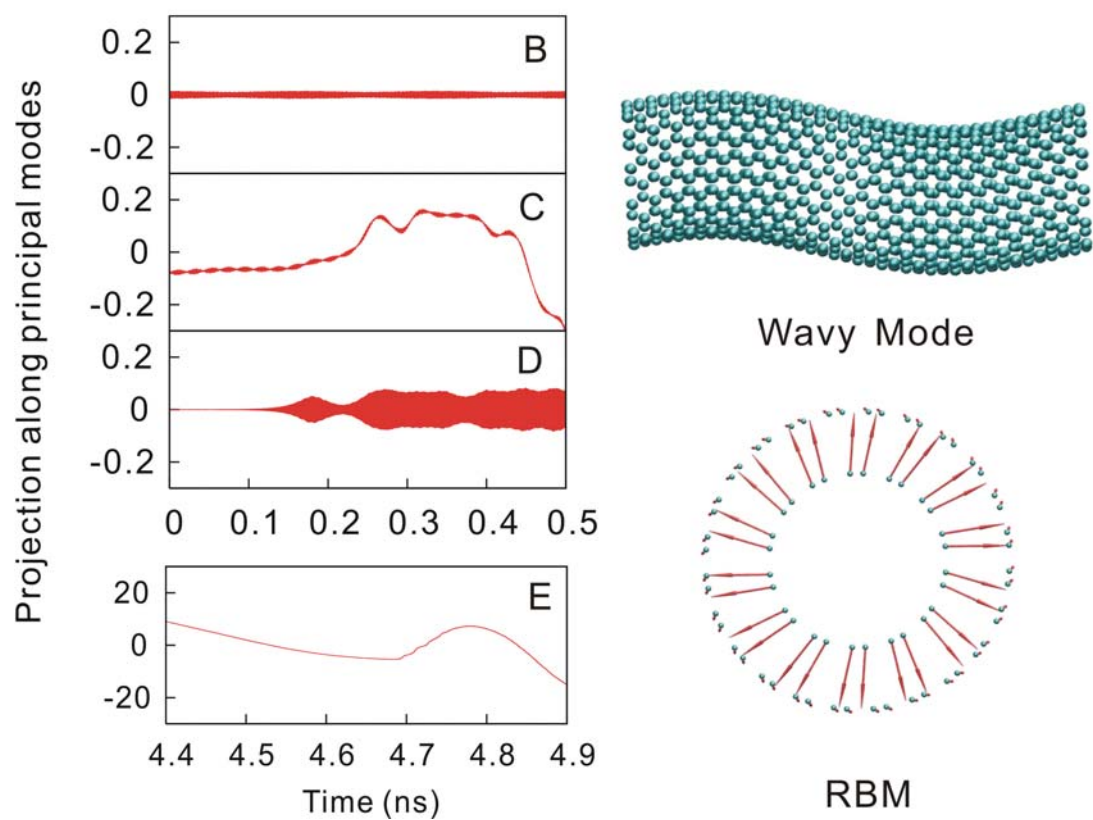 Projection along principal modes
B
0.2
0
-0.2
C
0.2
0
-0.2
D
0.2
0
-0.2
0 0.1 0.2 0.3 0.4 0.5
E
20
0
-20
4.4 4.5 4.6 4.7 4.8 4.9
Time (ns)
Wavy Mode
RBM